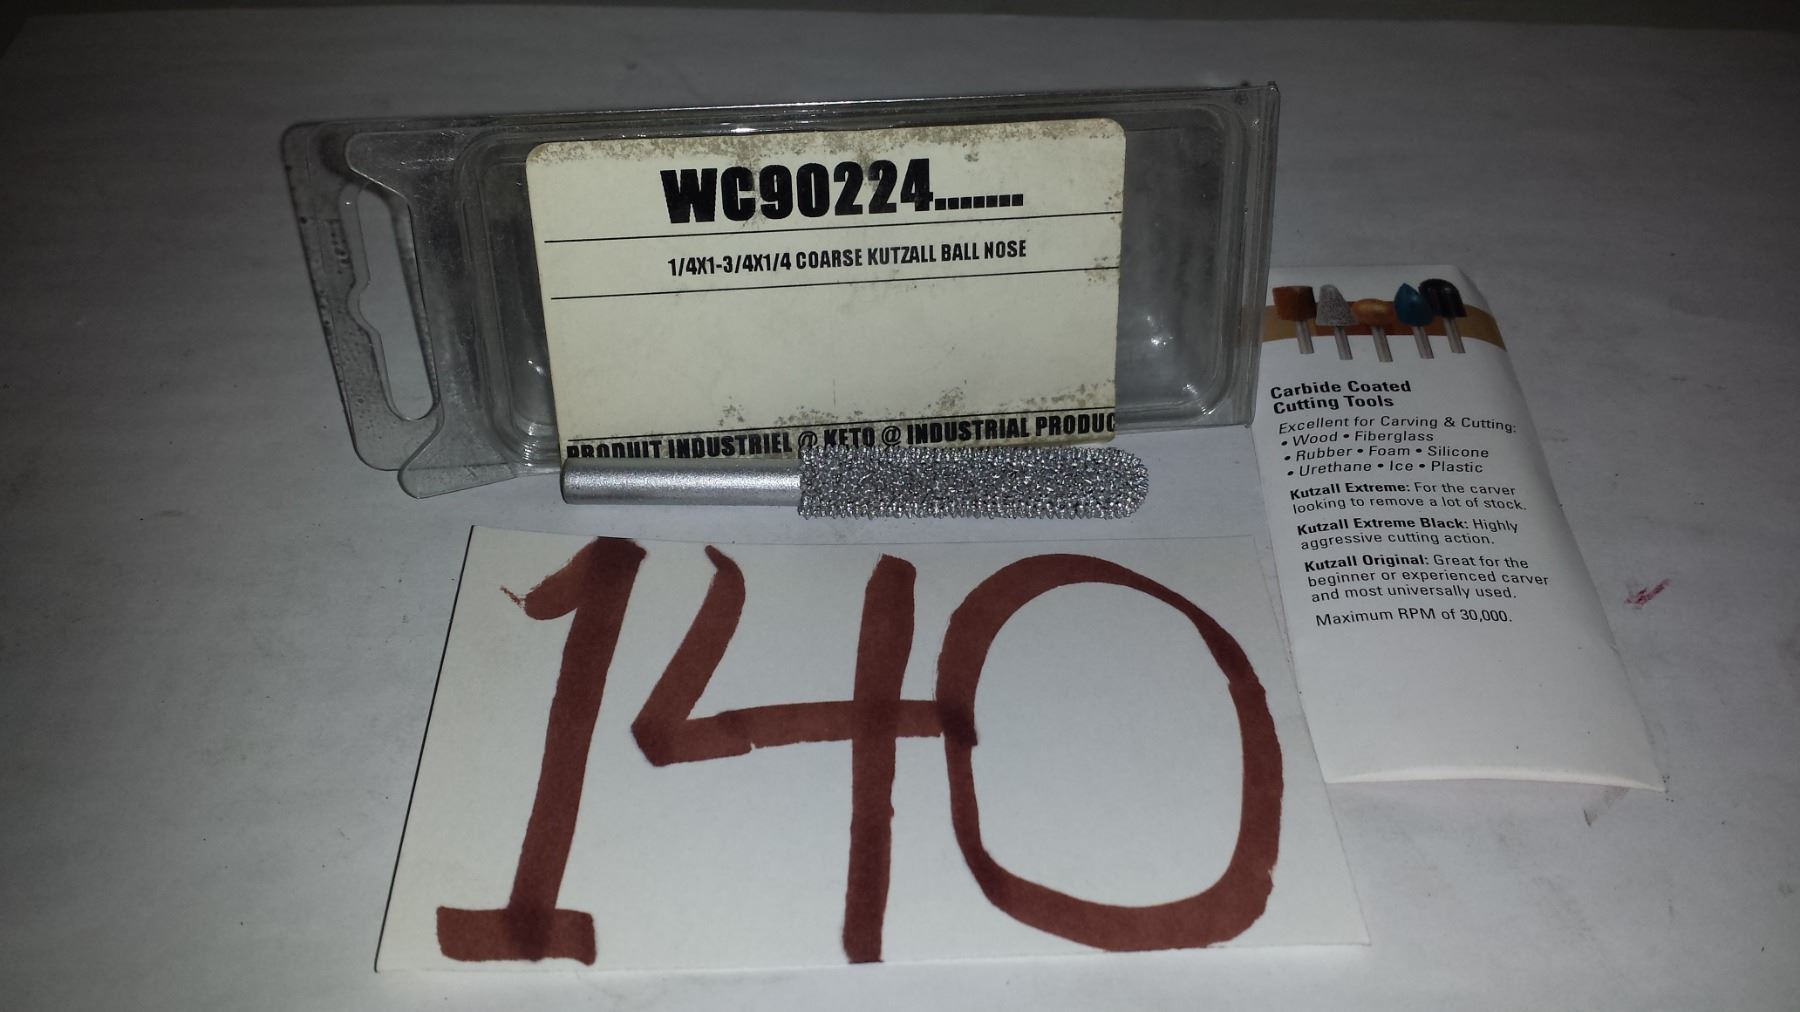 WC90224.......
1/4X1-3/4X1/4 COARSE KUTZALL BALL NOSE
PRODUIT INDUSTRIEL @ KETO @ INDUSTRIAL PRODUC
140
Carbide Coated
Cutting Tools
Excellent for Carving & Cutting:
• Wood • Fiberglass
• Rubber • Foam • Silicone
• Urethane • Ice • Plastic
Kutzall Extreme: For the carver
looking to remove a lot of stock.
Kutzall Extreme Black: Highly
aggressive cutting action.
Kutzall Original: Great for the
beginner or experienced carver
and most universally used.
Maximum RPM of 30,000.